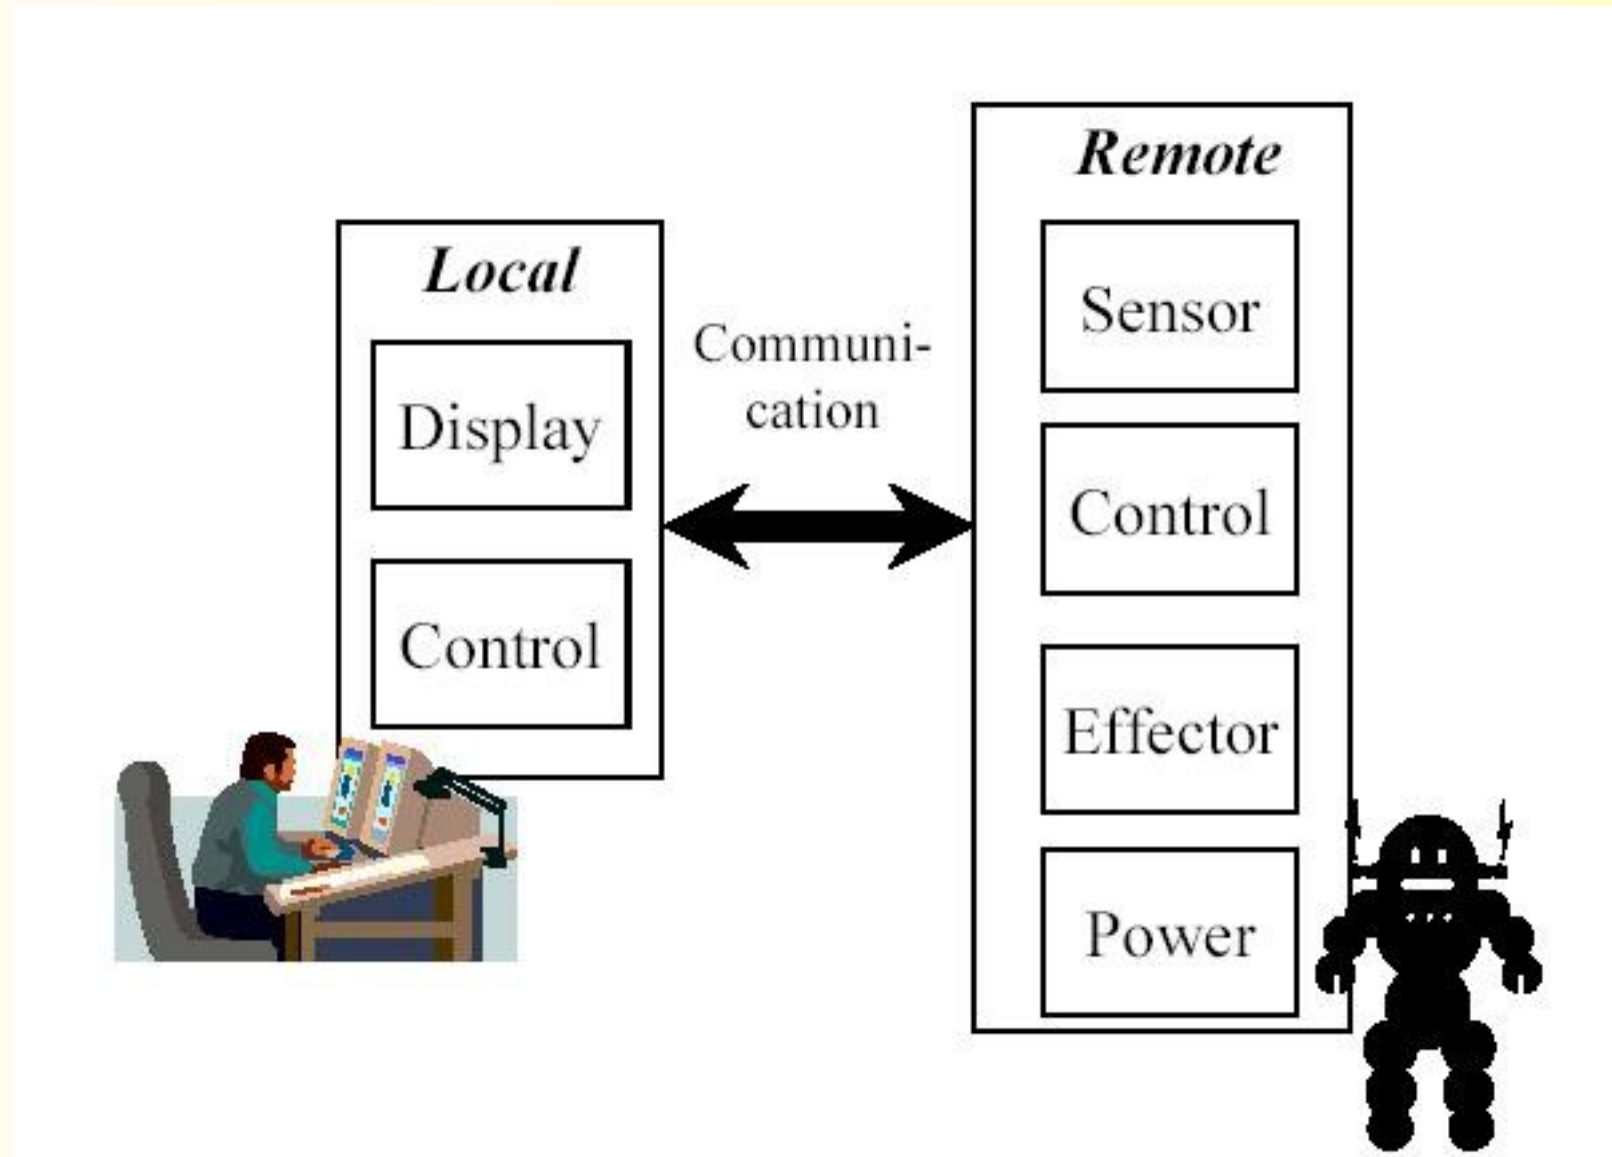 Local
Display
Control
Communi-
cation
Remote
Sensor
Control
Effector
Power